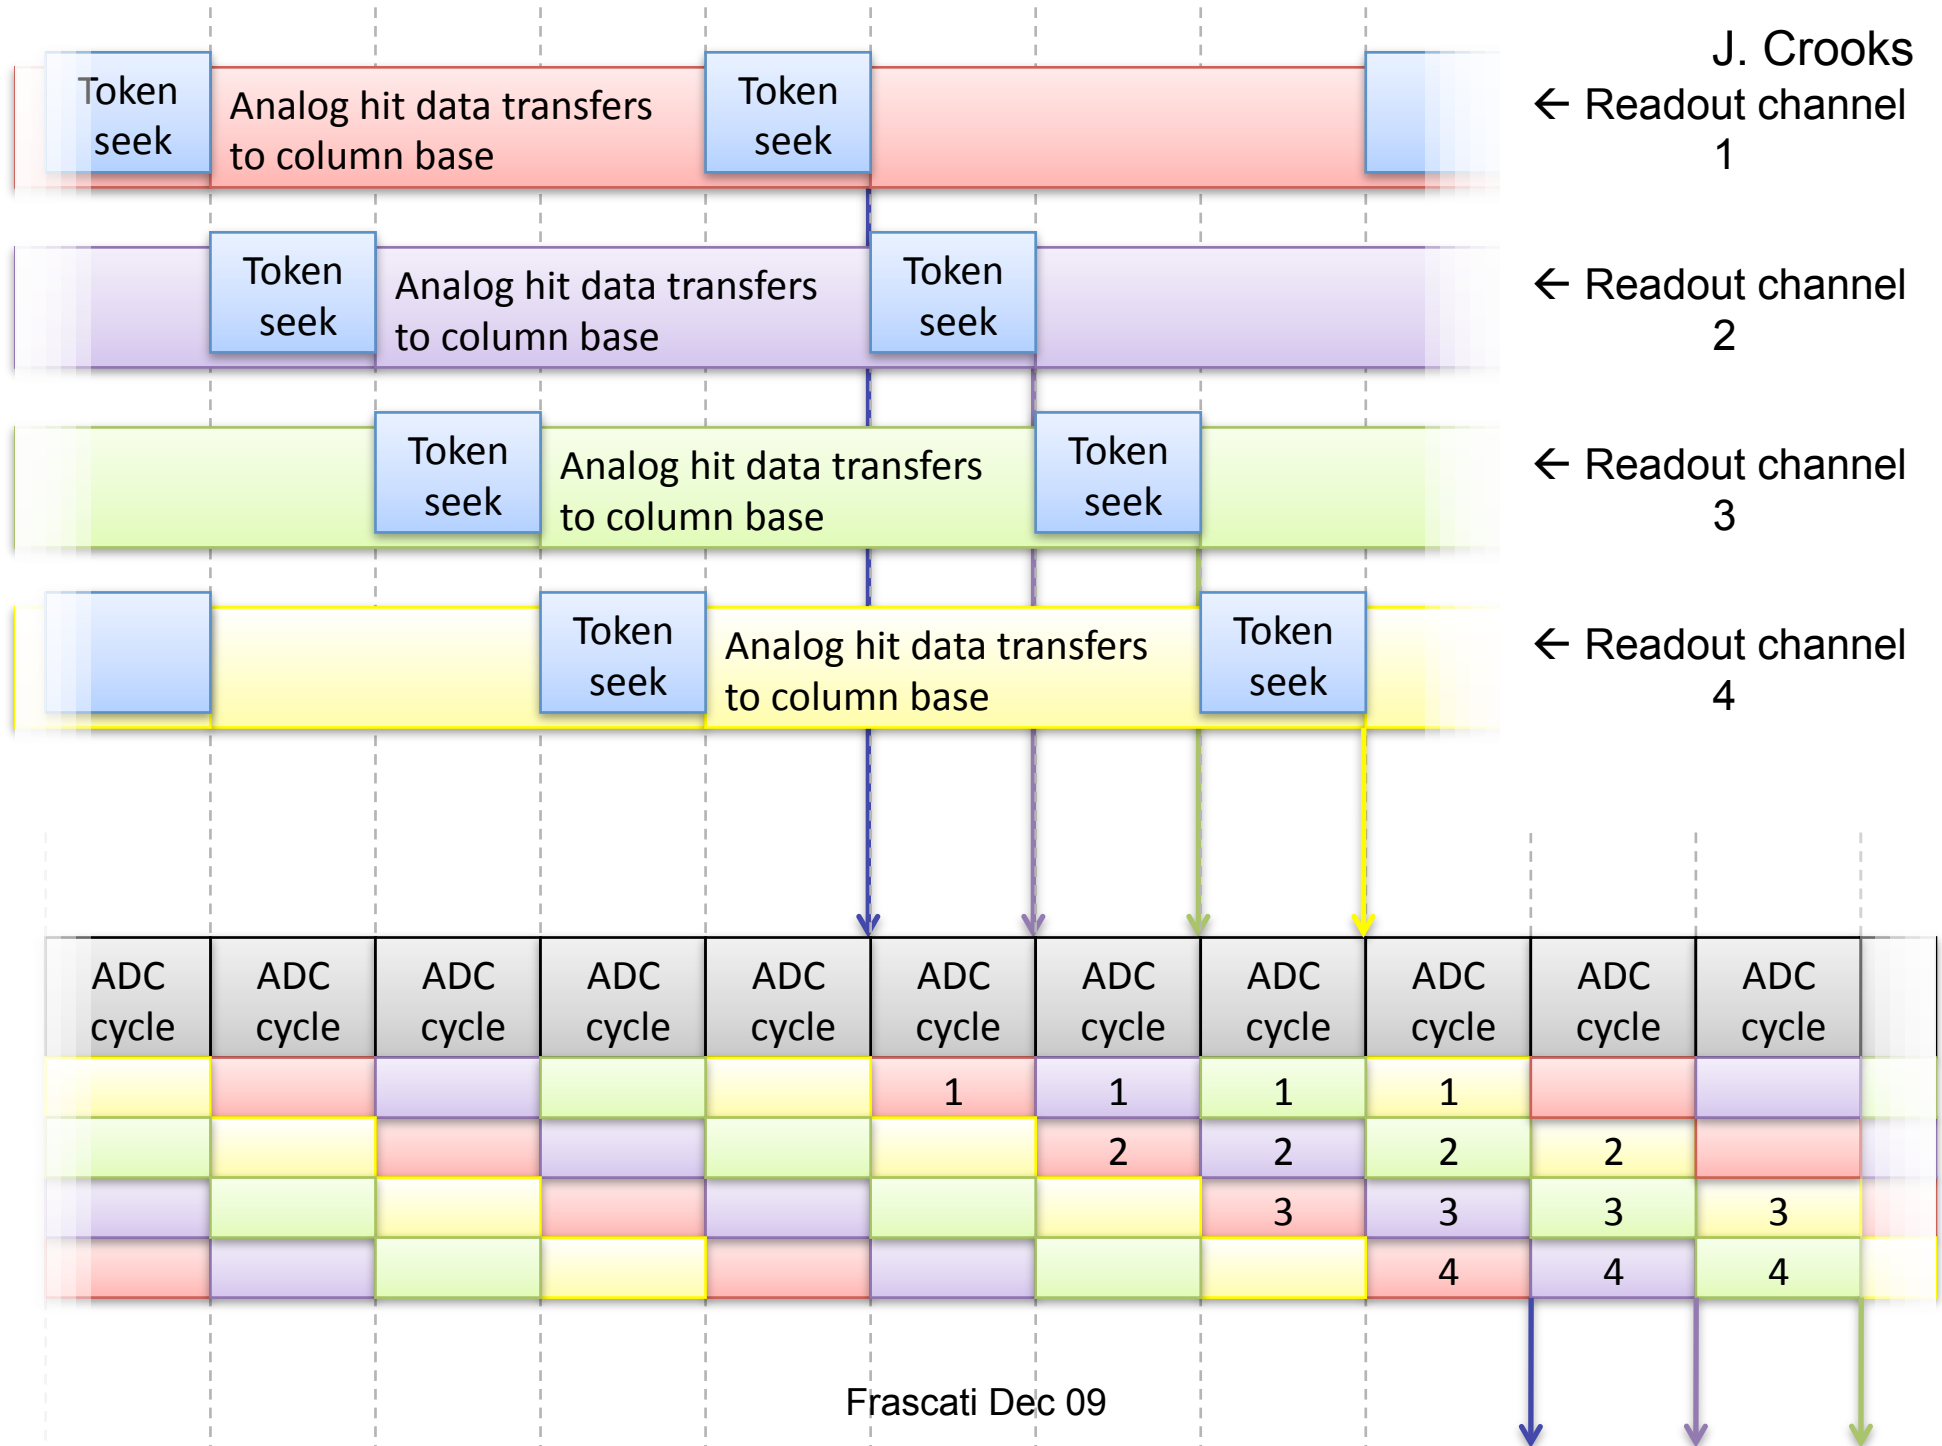 J. Crooks
Token
seek
Analog hit data transfers
to column base
Token
seek
← Readout channel
1
Token
seek
Analog hit data transfers
to column base
Token
seek
← Readout channel
2
Token
seek
Analog hit data transfers
to column base
Token
seek
← Readout channel
3
Token
seek
Analog hit data transfers
to column base
Token
seek
← Readout channel
4
ADC
cycle
ADC
cycle
ADC
cycle
ADC
cycle
ADC
cycle
ADC
cycle
ADC
cycle
ADC
cycle
ADC
cycle
ADC
cycle
ADC
cycle
1 1 1 1
2 2 2 2
3 3 3 3
4 4 4
Frascati Dec 09